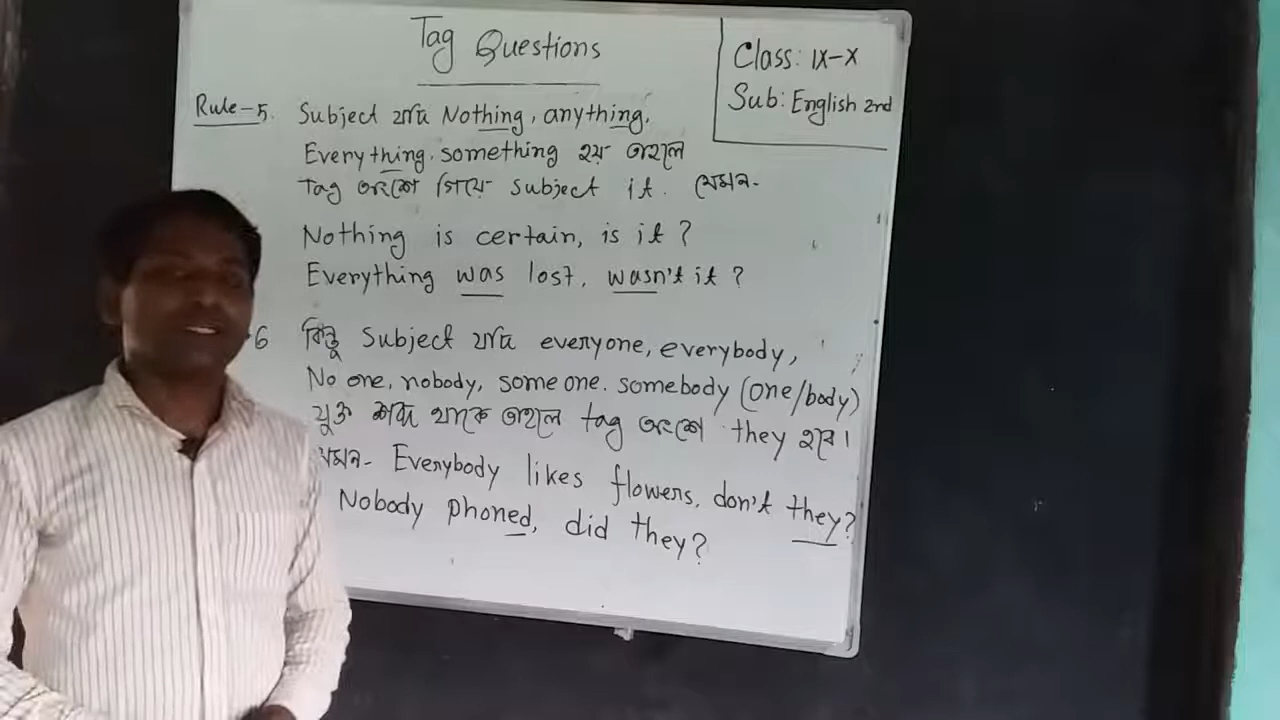 Tag Questions
Class: IX-X
Sub: English 2nd
Rule-5. Subject যদি Nothing, anything,
Everything, something হয় তাহলে
Tag অংশে গিয়ে subject it. যেমন-
Nothing is certain, is it?
Everything was lost, wasn't it?
6 কিন্তু Subject যদি everyone, everybody,
No one, nobody, some one. somebody (one/body)
যুক্ত শব্দ থাকে তাহলে tag অংশে they হবে।
যেমন- Everybody likes flowers, don't they?
Nobody phoned, did they?